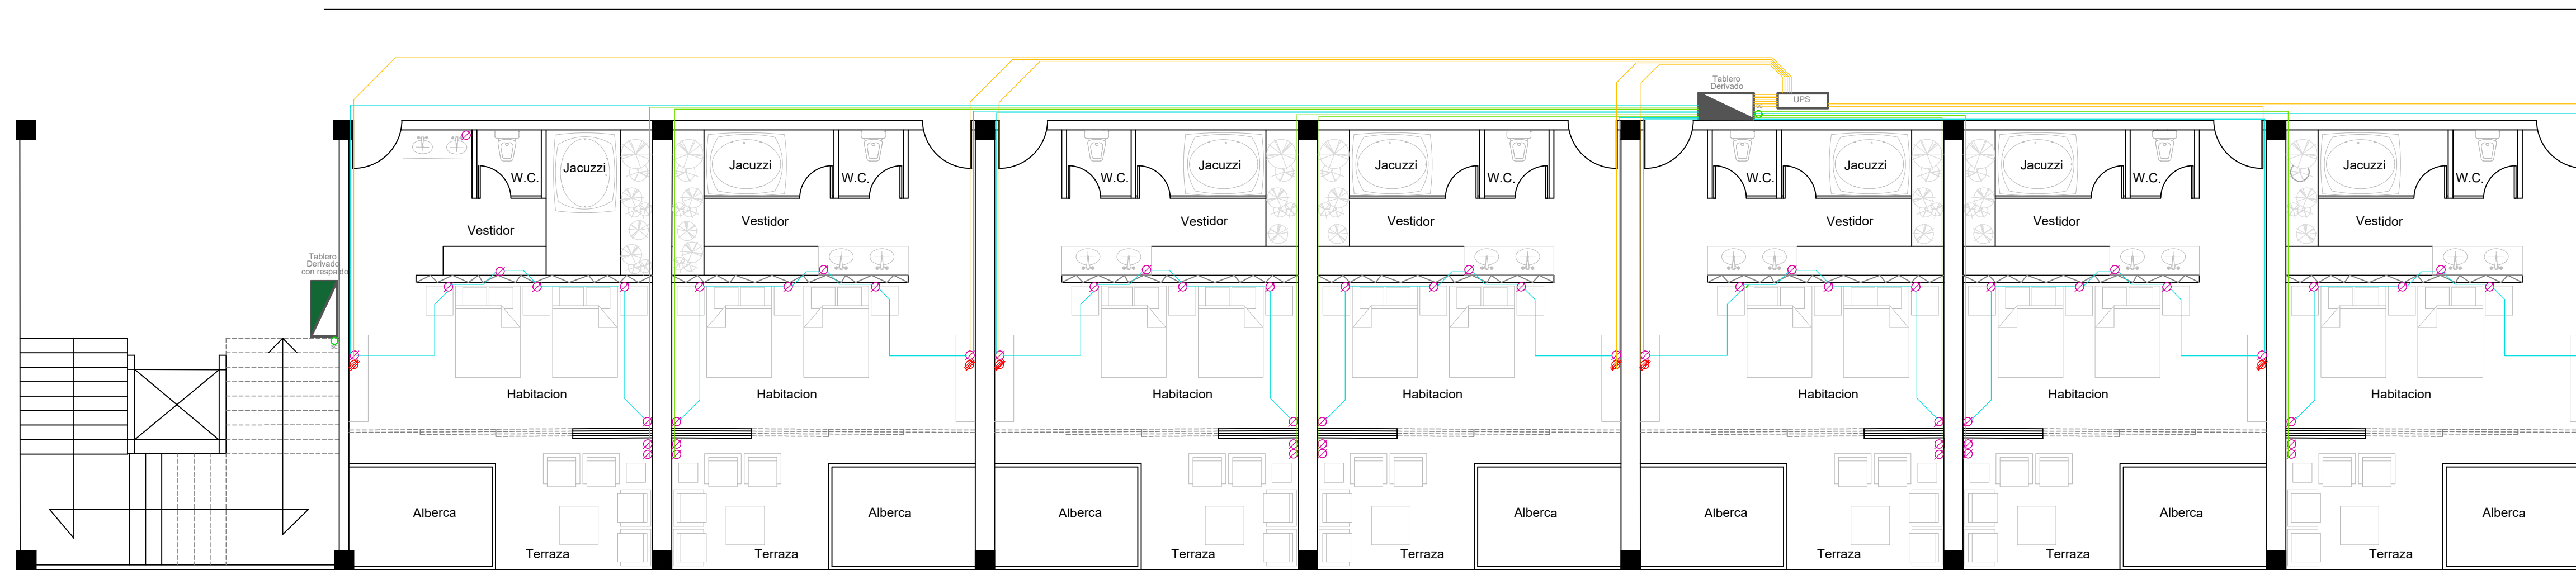 Tablero
Derivado
UPS
Jacuzzi
Jacuzzi
Jacuzzi
Jacuzzi
Jacuzzi
Jacuzzi
Jacuzzi
W.C.
W.C.
W.C.
W.C.
W.C.
W.C.
W.C.
Vestidor
Vestidor
Vestidor
Vestidor
Vestidor
Vestidor
Vestidor
Tablero
Derivado
con respaldo
Habitacion
Habitacion
Habitacion
Habitacion
Habitacion
Habitacion
Habitacion
Alberca
Alberca
Alberca
Alberca
Alberca
Alberca
Alberca
Terraza
Terraza
Terraza
Terraza
Terraza
Terraza
Terraza